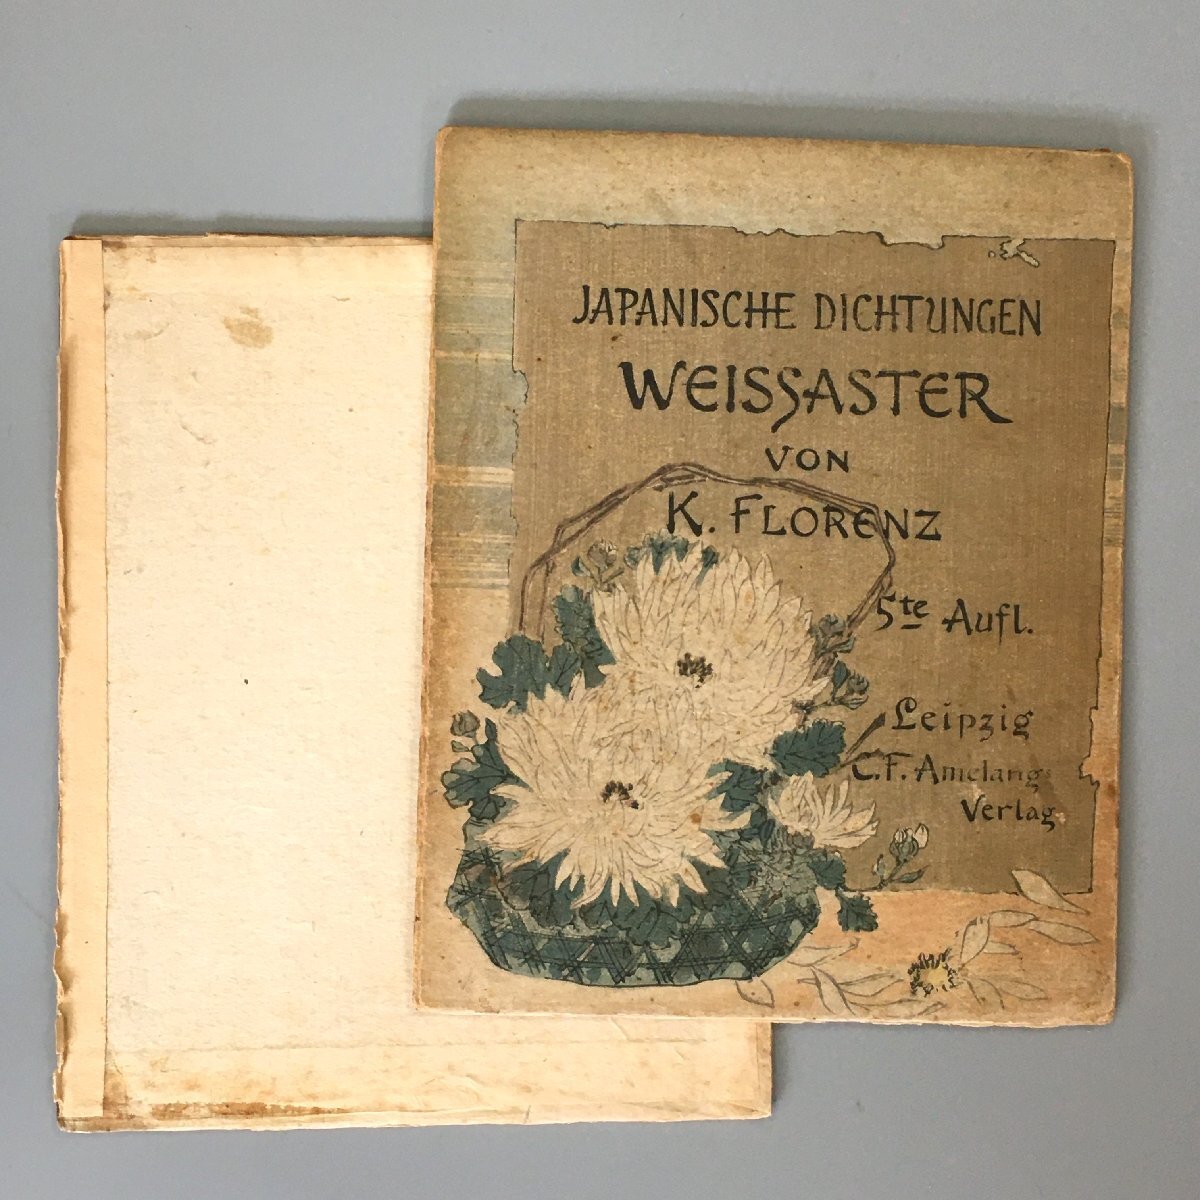 JAPANISCHE DICHTUNGEN
WEISSASTER
VON
K. FLORENZ
5te Aufl.
Leipzig
C.F. Amelangs
Verlag